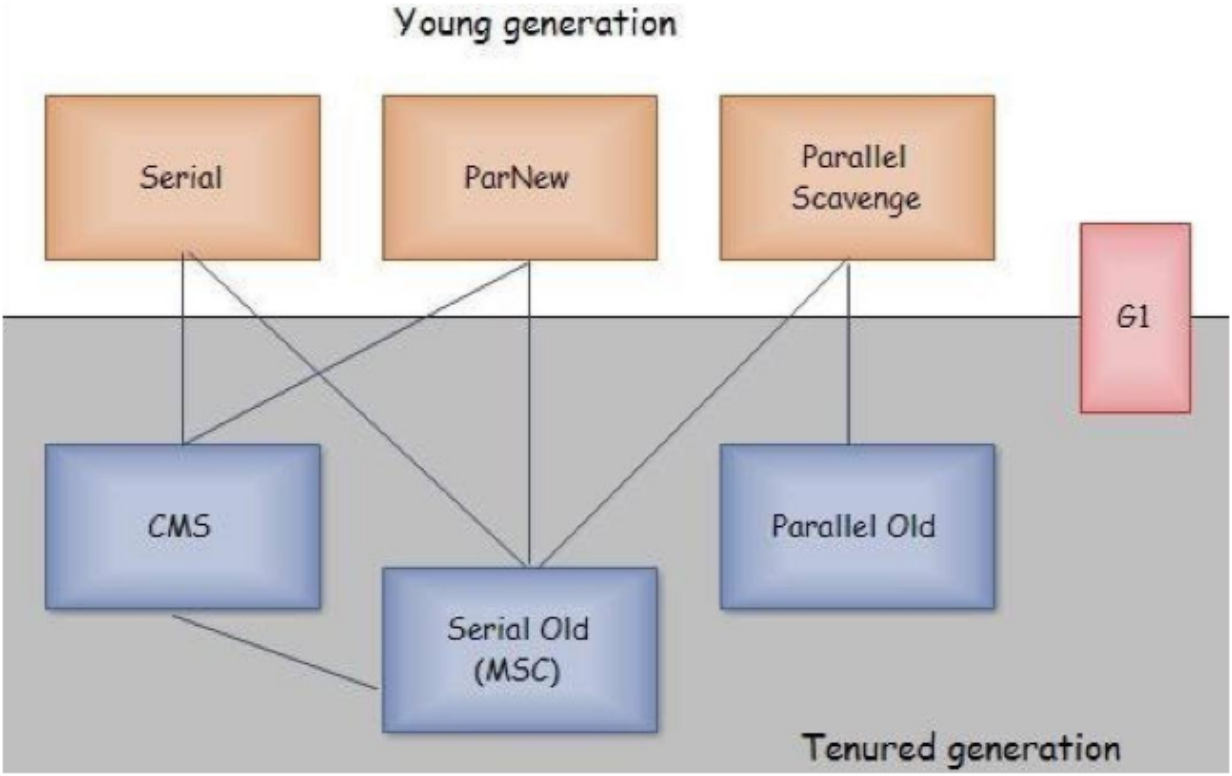 Young generation
Serial
ParNew
Parallel
Scavenge
G1
CMS
Parallel Old
Serial Old
(MSC)
Tenured generation